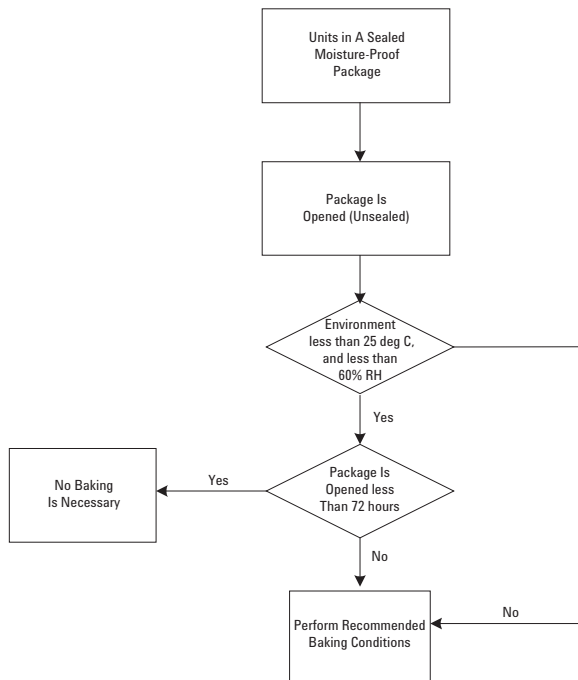 Units in A Sealed
Moisture-Proof
Package
Package Is
Opened (Unsealed)
Environment
less than 25 deg C,
and less than
60% RH
Yes
No Baking
Is Necessary
Yes
Package Is
Opened less
Than 72 hours
No
Perform Recommended
Baking Conditions
No